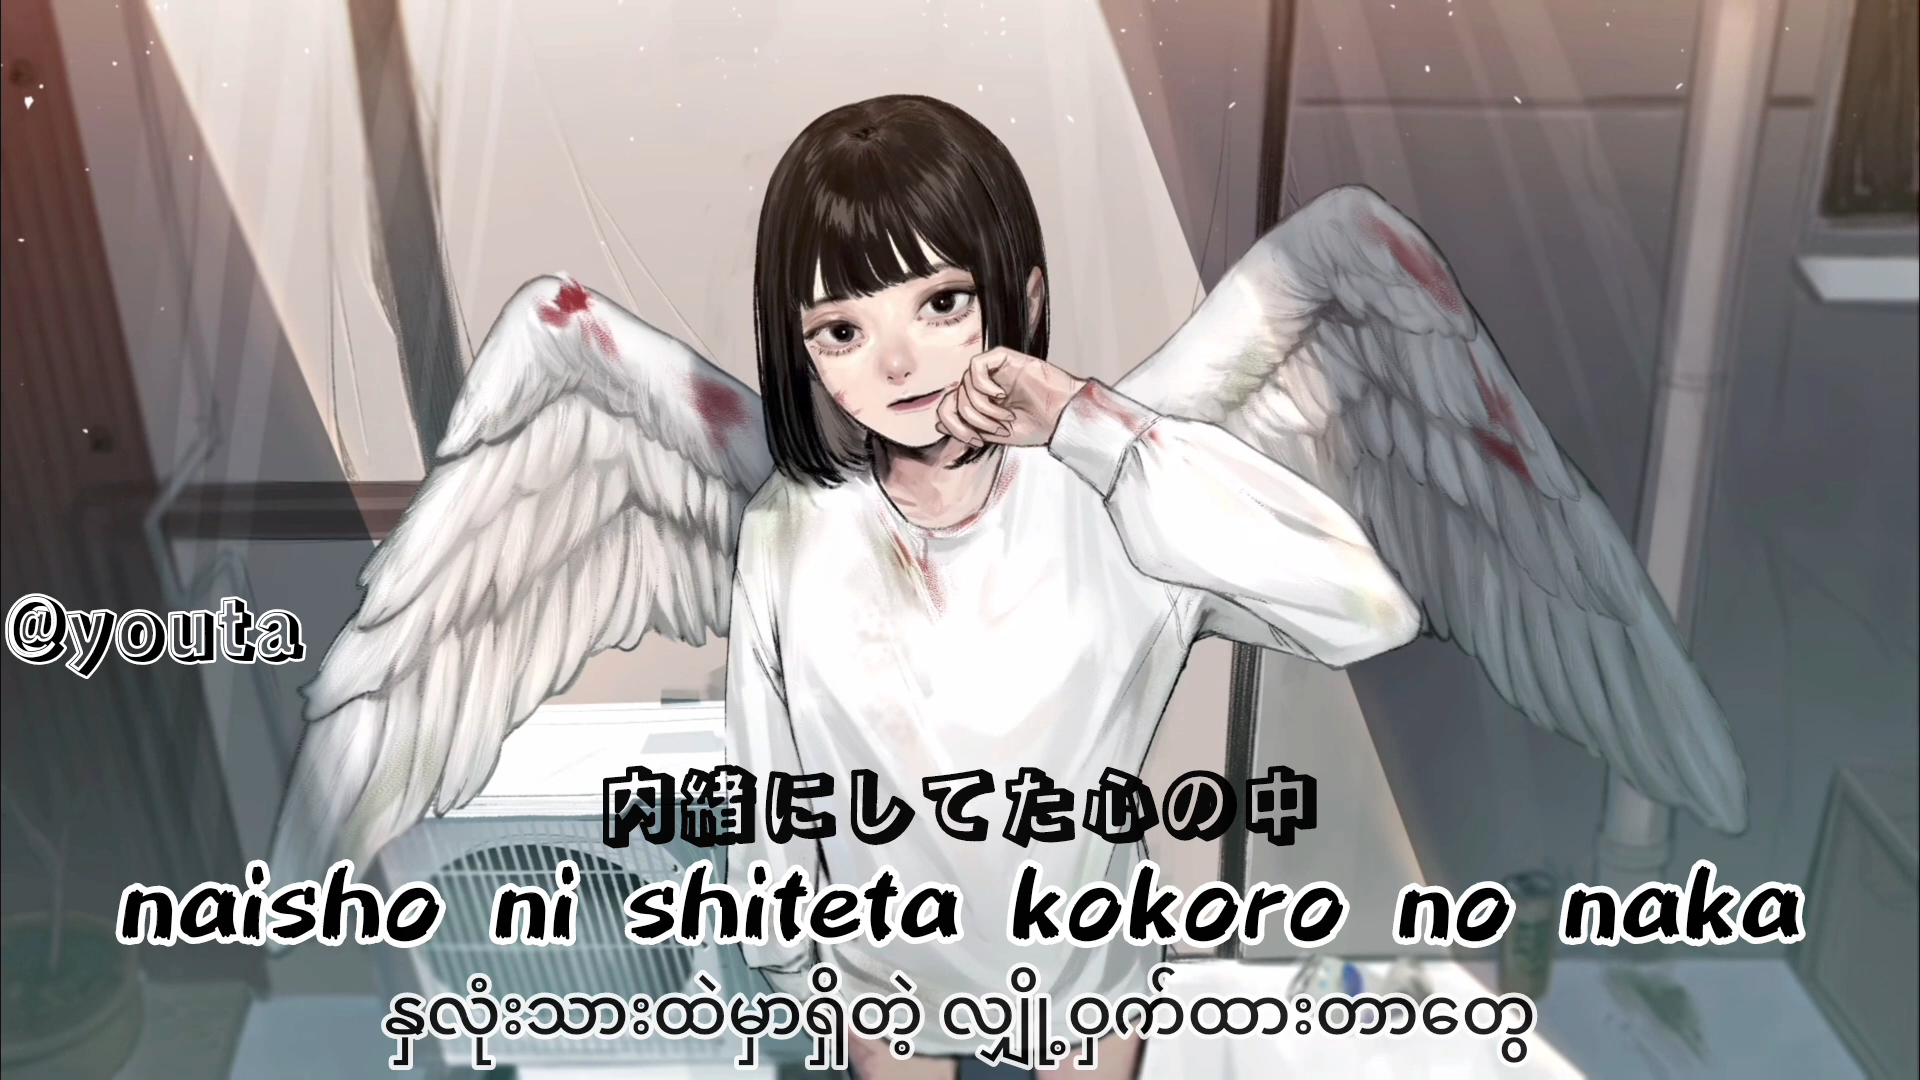 @youta
内緒にしてた心の中
naisho ni shiteta kokoro no naka
နှလုံးသားထဲမှာရှိတဲ့ လျှို့ဝှက်ထားတာတွေ